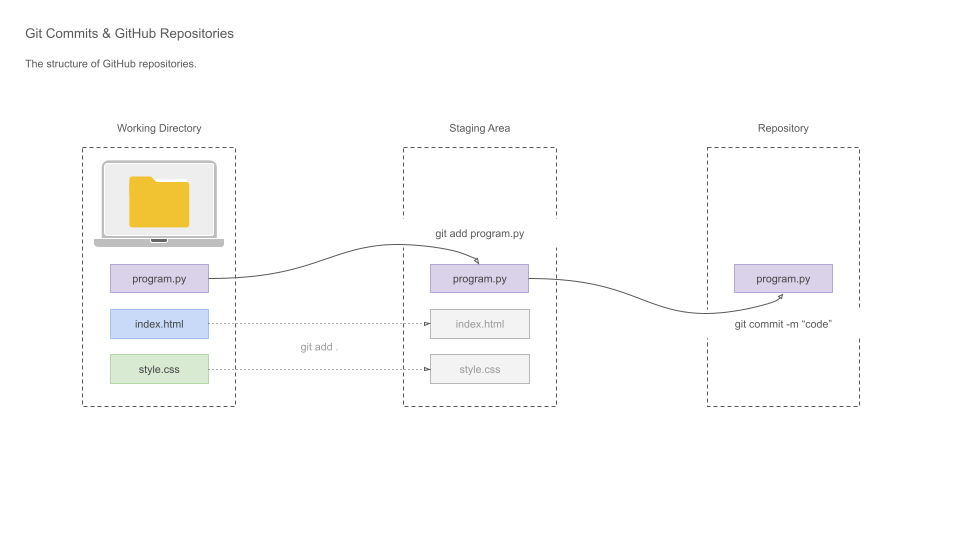 Git Commits & GitHub Repositories
The structure of GitHub repositories.
Working Directory
Staging Area
Repository
git add program.py
program.py
program.py
program.py
index.html
index.html
git commit -m “code”
git add .
style.css
style.css